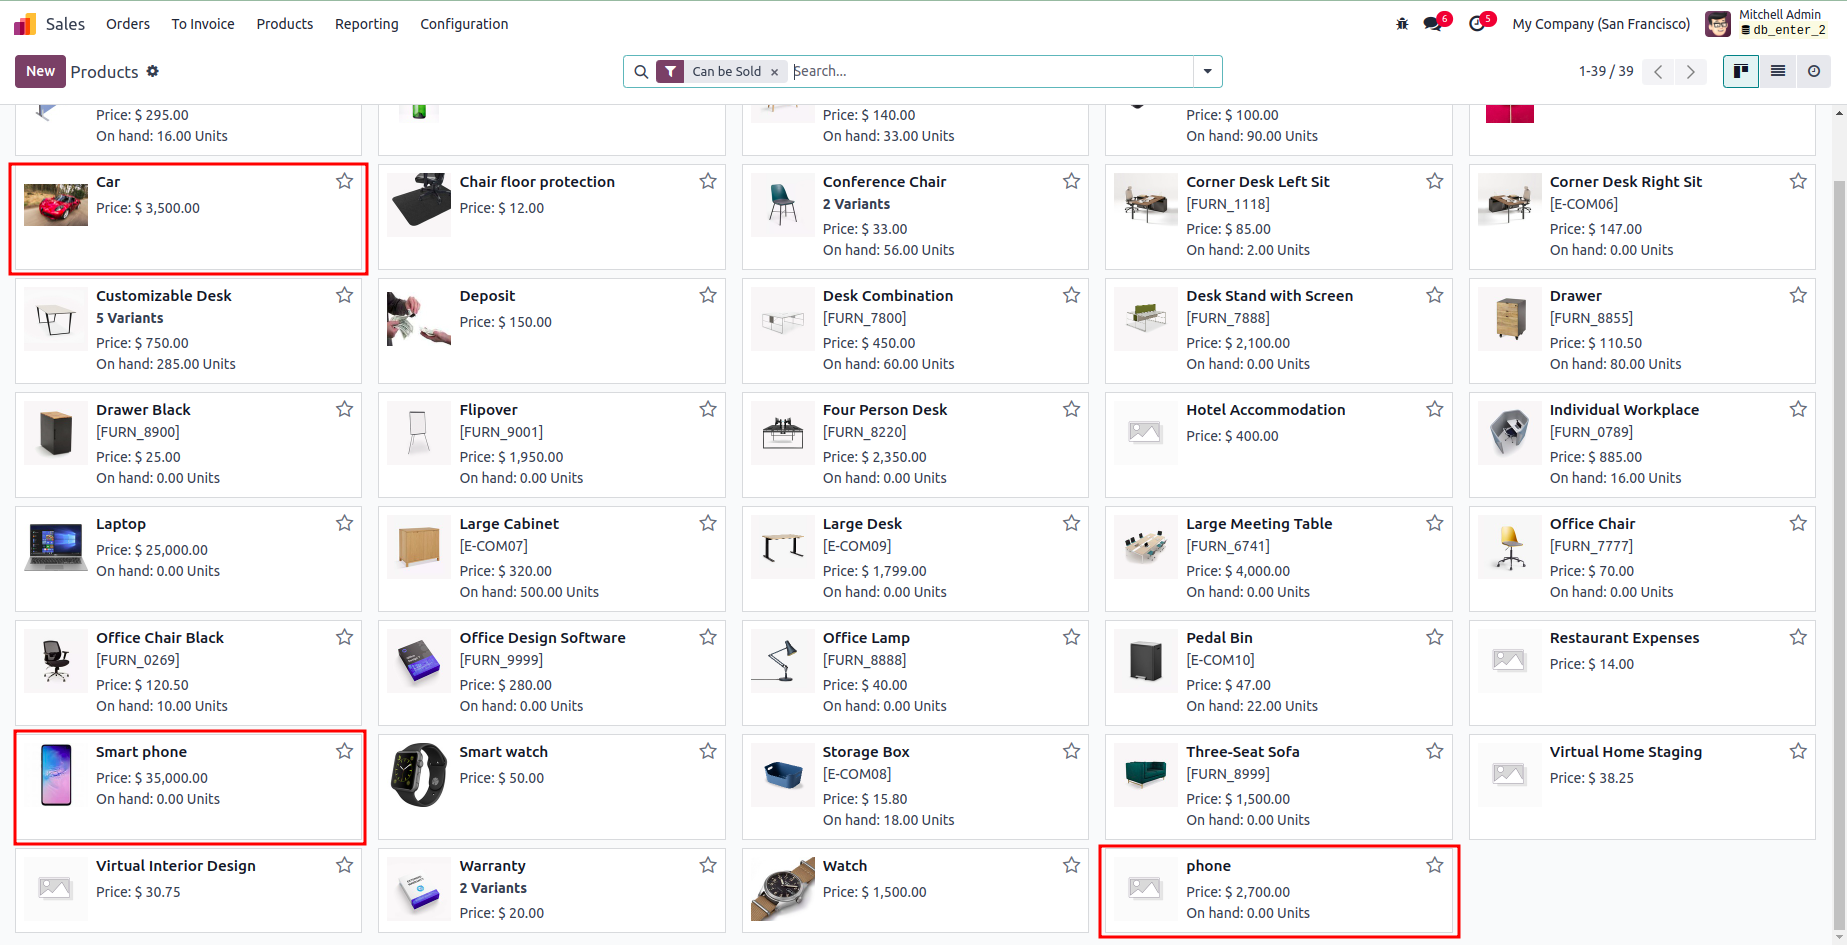 Sales Orders To Invoice Products Reporting Configuration 6 5 My Company (San Francisco) Mitchell Admin
db_enter_2
New Products Can be Sold × Search... 1-39 / 39
Price: $ 295.00
On hand: 16.00 Units
Price: $ 140.00
On hand: 33.00 Units
Price: $ 100.00
On hand: 90.00 Units
Car
Price: $ 3,500.00
Chair floor protection
Price: $ 12.00
Conference Chair
2 Variants
Price: $ 33.00
On hand: 56.00 Units
Corner Desk Left Sit
[FURN_1118]
Price: $ 85.00
On hand: 2.00 Units
Corner Desk Right Sit
[E-COM06]
Price: $ 147.00
On hand: 0.00 Units
Customizable Desk
5 Variants
Price: $ 750.00
On hand: 285.00 Units
Deposit
Price: $ 150.00
Desk Combination
[FURN_7800]
Price: $ 450.00
On hand: 60.00 Units
Desk Stand with Screen
[FURN_7888]
Price: $ 2,100.00
On hand: 0.00 Units
Drawer
[FURN_8855]
Price: $ 110.50
On hand: 80.00 Units
Drawer Black
[FURN_8900]
Price: $ 25.00
On hand: 0.00 Units
Flipover
[FURN_9001]
Price: $ 1,950.00
On hand: 0.00 Units
Four Person Desk
[FURN_8220]
Price: $ 2,350.00
On hand: 0.00 Units
Hotel Accommodation
Price: $ 400.00
Individual Workplace
[FURN_0789]
Price: $ 885.00
On hand: 16.00 Units
Laptop
Price: $ 25,000.00
On hand: 0.00 Units
Large Cabinet
[E-COM07]
Price: $ 320.00
On hand: 500.00 Units
Large Desk
[E-COM09]
Price: $ 1,799.00
On hand: 0.00 Units
Large Meeting Table
[FURN_6741]
Price: $ 4,000.00
On hand: 0.00 Units
Office Chair
[FURN_7777]
Price: $ 70.00
On hand: 0.00 Units
Office Chair Black
[FURN_0269]
Price: $ 120.50
On hand: 10.00 Units
Office Design Software
[FURN_9999]
Price: $ 280.00
On hand: 0.00 Units
Office Lamp
[FURN_8888]
Price: $ 40.00
On hand: 0.00 Units
Pedal Bin
[E-COM10]
Price: $ 47.00
On hand: 22.00 Units
Restaurant Expenses
Price: $ 14.00
Smart phone
Price: $ 35,000.00
On hand: 0.00 Units
Smart watch
Price: $ 50.00
Storage Box
[E-COM08]
Price: $ 15.80
On hand: 18.00 Units
Three-Seat Sofa
[FURN_8999]
Price: $ 1,500.00
On hand: 0.00 Units
Virtual Home Staging
Price: $ 38.25
Virtual Interior Design
Price: $ 30.75
Warranty
2 Variants
Price: $ 20.00
Watch
Price: $ 1,500.00
phone
Price: $ 2,700.00
On hand: 0.00 Units